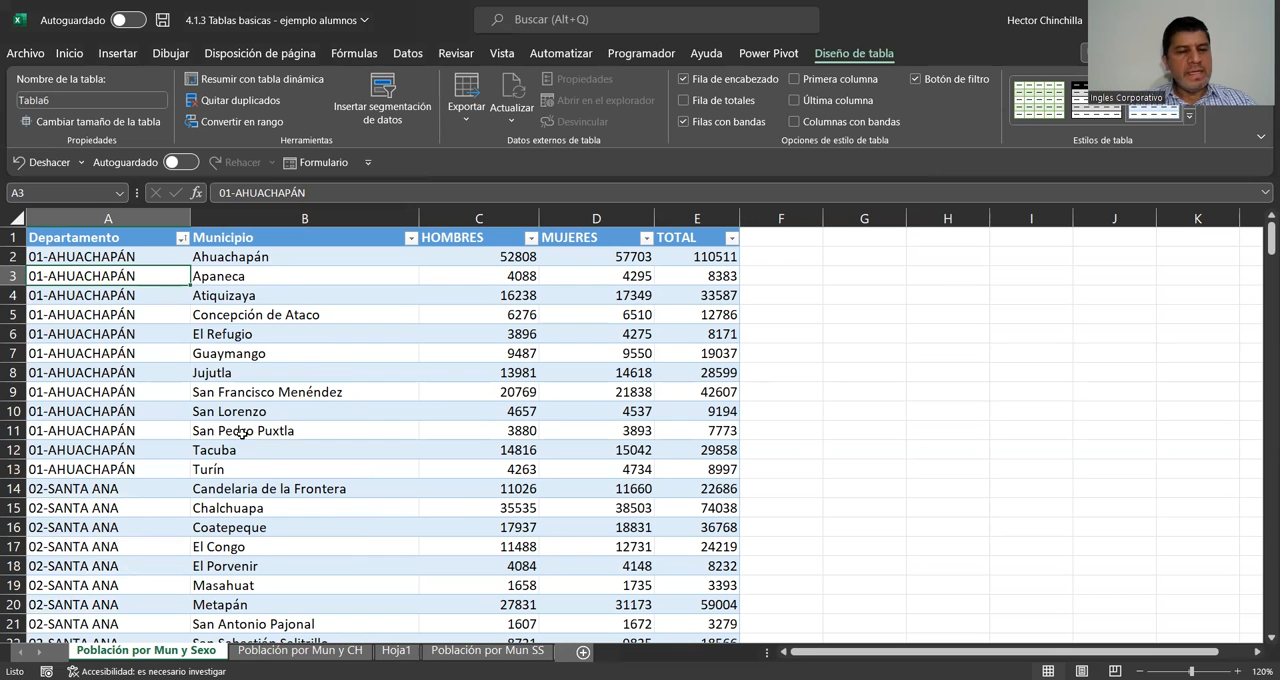 Autoguardado 4.1.3 Tablas basicas - ejemplo alumnos Buscar (Alt+Q) Hector Chinchilla
Archivo Inicio Insertar Dibujar Disposición de página Fórmulas Datos Revisar Vista Automatizar Programador Ayuda Power Pivot Diseño de tabla
Nombre de la tabla:
Tabla6
Cambiar tamaño de la tabla
Propiedades
Resumir con tabla dinámica
Quitar duplicados
Convertir en rango
Insertar segmentación
de datos
Herramientas
Exportar Actualizar
Propiedades
Abrir en el explorador
Desvincular
Datos externos de tabla
Fila de encabezado Primera columna Botón de filtro
Fila de totales Última columna
Filas con bandas Columnas con bandas
Opciones de estilo de tabla
Ingles Corporativo
Estilos de tabla
Deshacer Autoguardado Rehacer Formulario
A3 fx 01-AHUACHAPÁN
A B C D E F G H I J K
1 Departamento Municipio HOMBRES MUJERES TOTAL
2 01-AHUACHAPÁN Ahuachapán 52808 57703 110511
3 01-AHUACHAPÁN Apaneca 4088 4295 8383
4 01-AHUACHAPÁN Atiquizaya 16238 17349 33587
5 01-AHUACHAPÁN Concepción de Ataco 6276 6510 12786
6 01-AHUACHAPÁN El Refugio 3896 4275 8171
7 01-AHUACHAPÁN Guaymango 9487 9550 19037
8 01-AHUACHAPÁN Jujutla 13981 14618 28599
9 01-AHUACHAPÁN San Francisco Menéndez 20769 21838 42607
10 01-AHUACHAPÁN San Lorenzo 4657 4537 9194
11 01-AHUACHAPÁN San Pedro Puxtla 3880 3893 7773
12 01-AHUACHAPÁN Tacuba 14816 15042 29858
13 01-AHUACHAPÁN Turín 4263 4734 8997
14 02-SANTA ANA Candelaria de la Frontera 11026 11660 22686
15 02-SANTA ANA Chalchuapa 35535 38503 74038
16 02-SANTA ANA Coatepeque 17937 18831 36768
17 02-SANTA ANA El Congo 11488 12731 24219
18 02-SANTA ANA El Porvenir 4084 4148 8232
19 02-SANTA ANA Masahuat 1658 1735 3393
20 02-SANTA ANA Metapán 27831 31173 59004
21 02-SANTA ANA San Antonio Pajonal 1607 1672 3279
Población por Mun y Sexo Población por Mun y CH Hoja1 Población por Mun SS
Listo Accesibilidad: es necesario investigar 120%